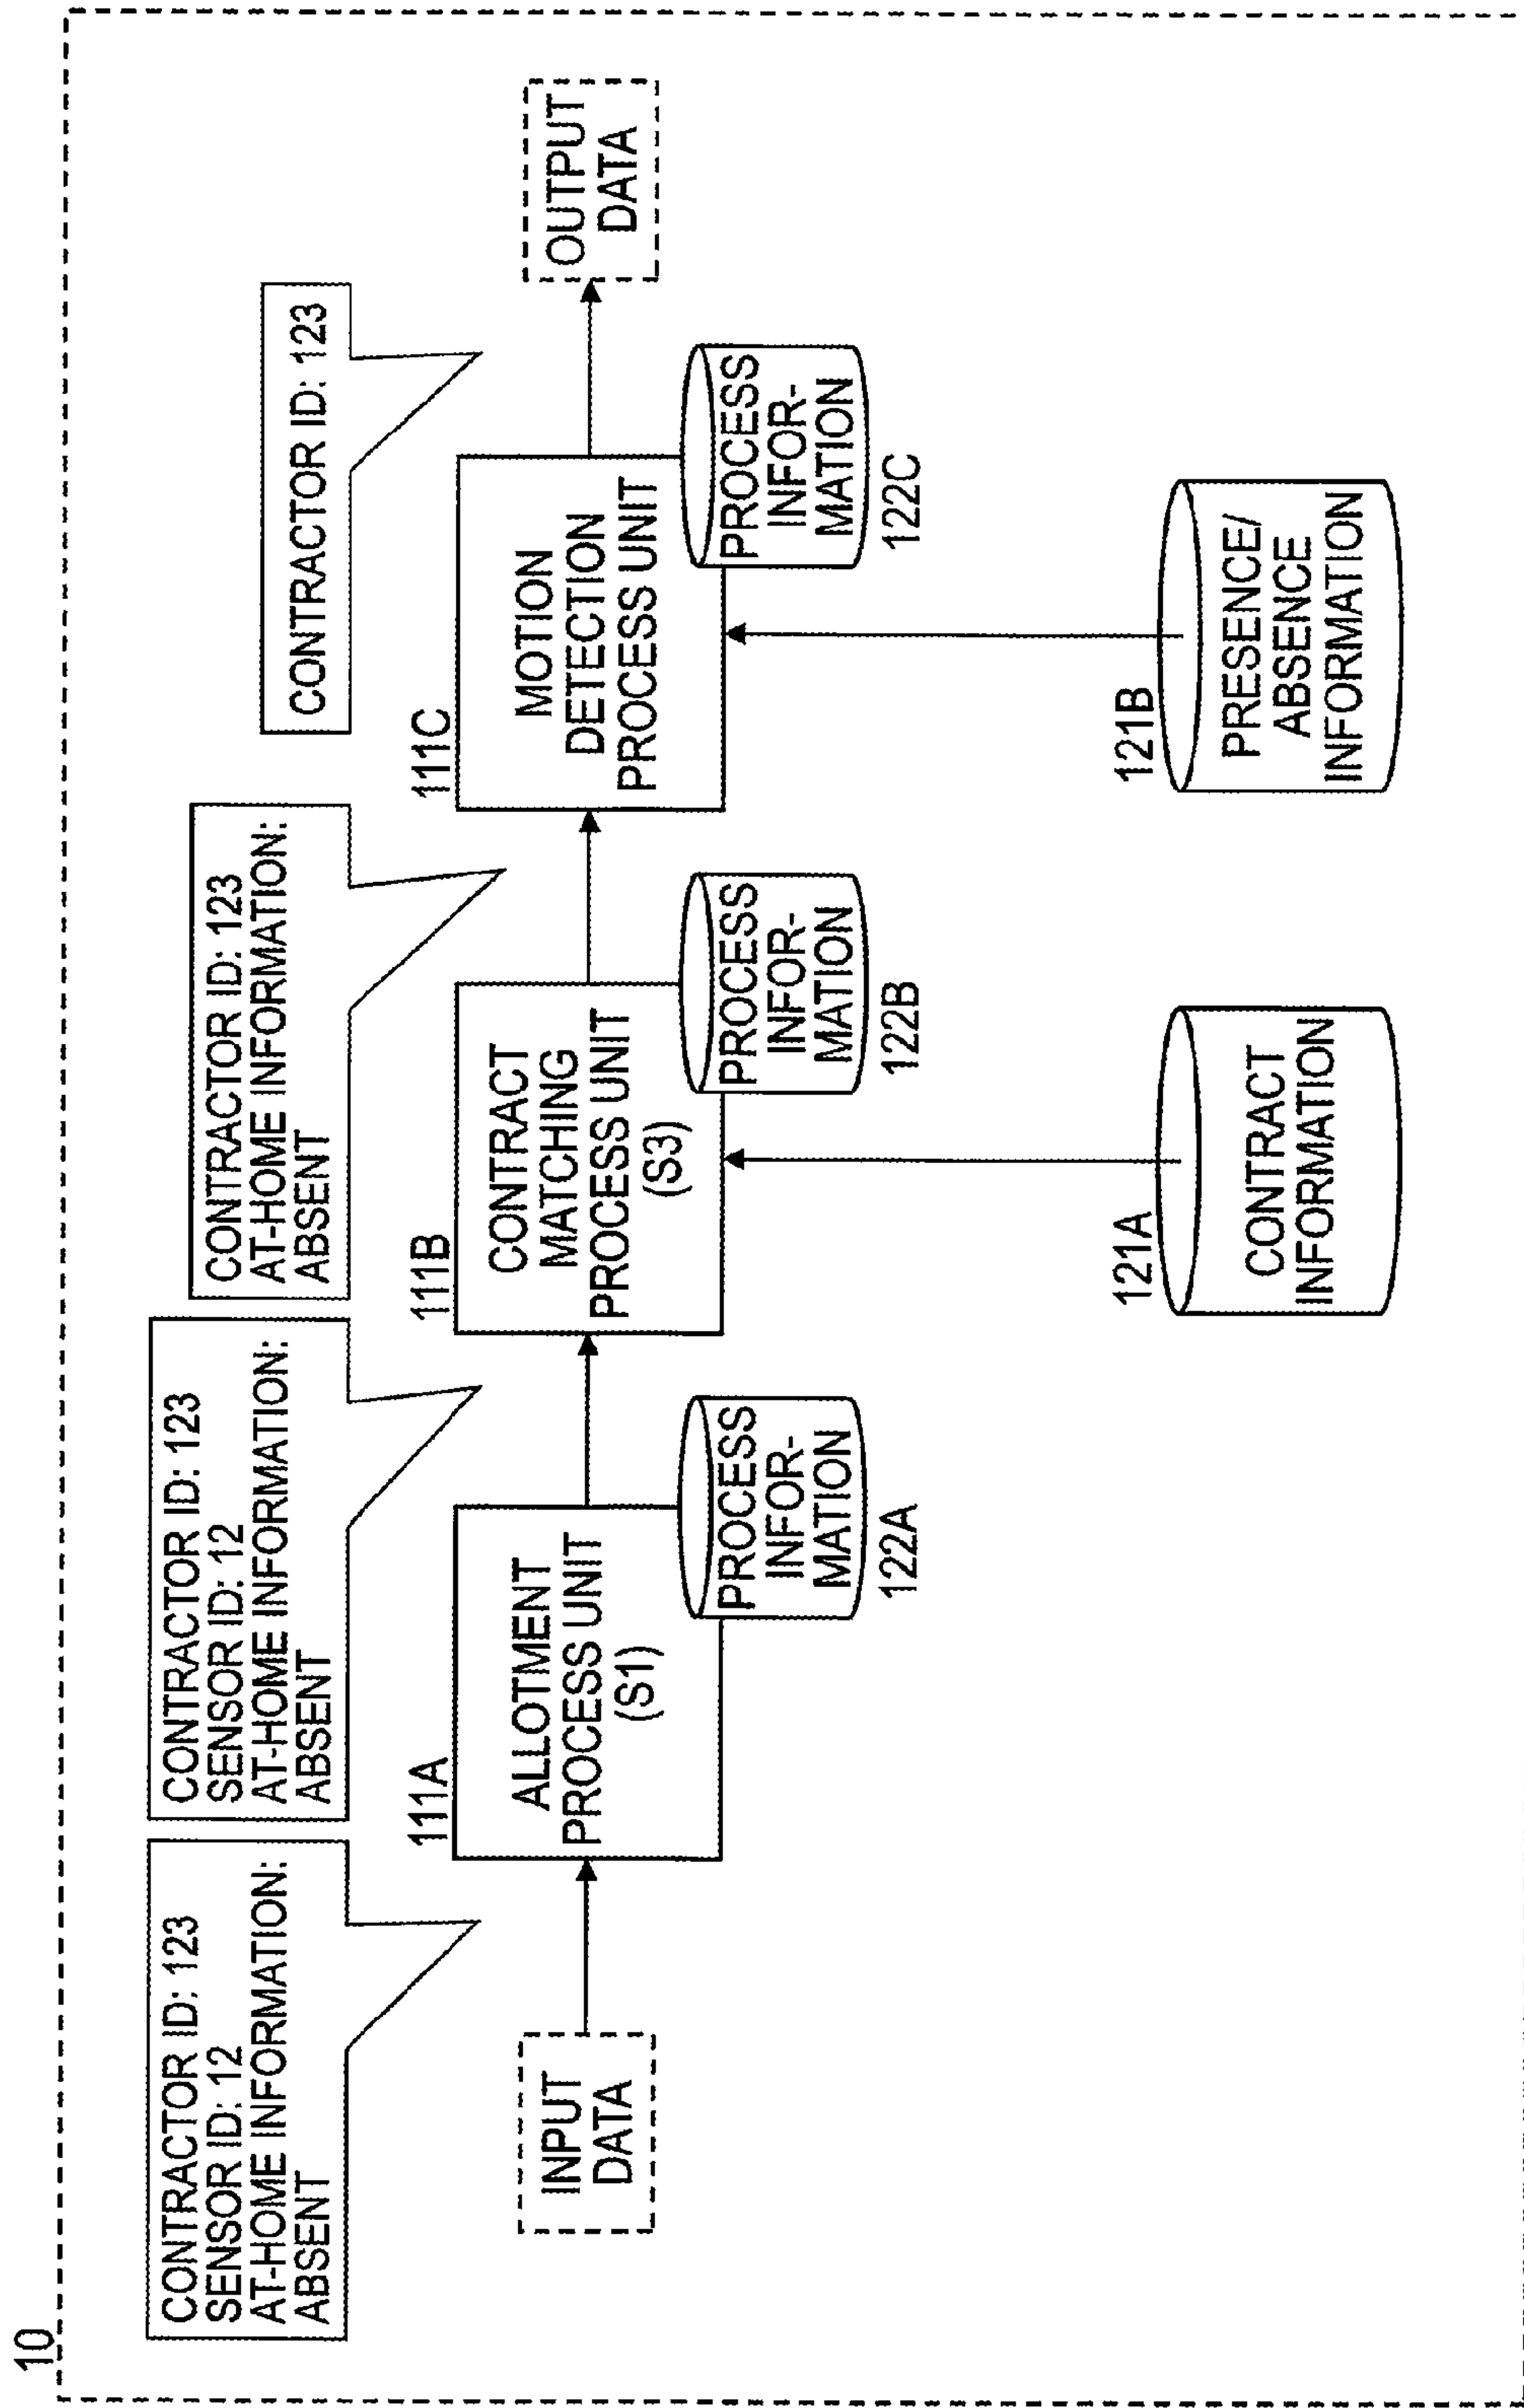 10
CONTRACTOR ID: 123
SENSOR ID: 12
AT-HOME INFORMATION:
ABSENT
CONTRACTOR ID: 123
SENSOR ID: 12
AT-HOME INFORMATION:
ABSENT
CONTRACTOR ID: 123
AT-HOME INFORMATION:
ABSENT
CONTRACTOR ID: 123
INPUT
DATA
111A
ALLOTMENT
PROCESS UNIT
(S1)
PROCESS
INFOR-
MATION
122A
111B
CONTRACT
MATCHING
PROCESS UNIT
(S3)
PROCESS
INFOR-
MATION
122B
111C
MOTION
DETECTION
PROCESS UNIT
PROCESS
INFOR-
MATION
122C
OUTPUT
DATA
121A
CONTRACT
INFORMATION
121B
PRESENCE/
ABSENCE
INFORMATION